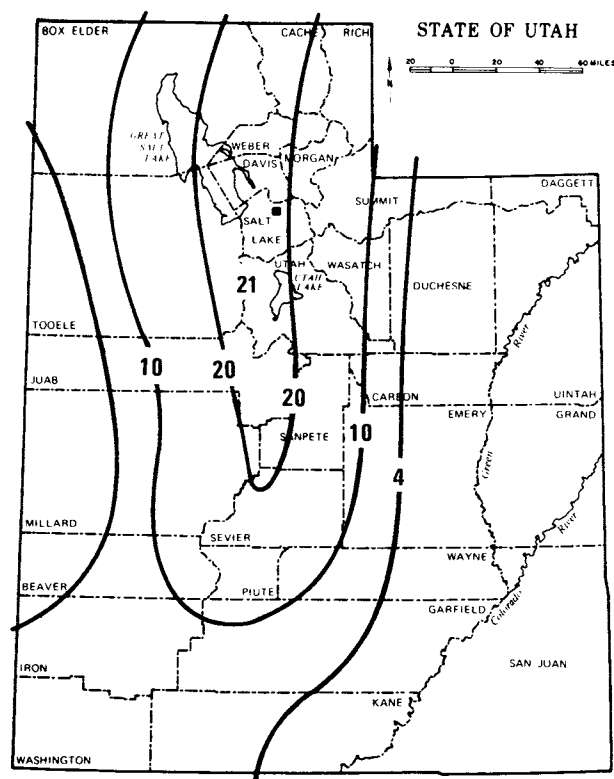 STATE OF UTAH
20 0 20 40 60 MILES
N
BOX ELDER
CACHE
RICH
GREAT
SALT
LAKE
WEBER
DAVIS
MORGAN
DAGGETT
SUMMIT
SALT
LAKE
UTAH
WASATCH
21
UTAH
LAKE
DUCHESNE
TOOELE
River
10
20
JUAB
20
CARBON
UINTAH
EMERY
GRAND
SANPETE
10
4
Green
River
MILLARD
SEVIER
WAYNE
BEAVER
PIUTE
GARFIELD
Colorado
IRON
SAN JUAN
KANE
WASHINGTON